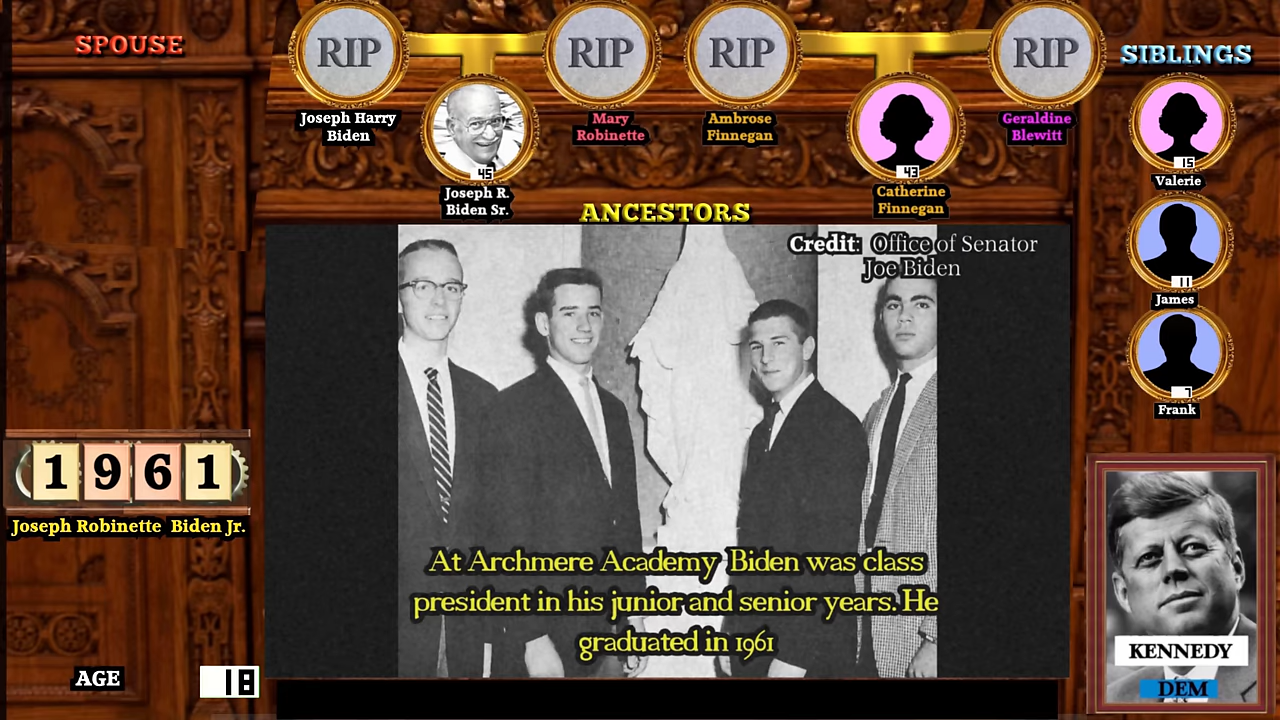 SPOUSE
RIP
RIP
RIP
RIP
SIBLINGS
Joseph Harry
Biden
Mary
Robinette
Ambrose
Finnegan
Geraldine
Blewitt
45
Joseph R.
Biden Sr.
43
Catherine
Finnegan
15
Valerie
ANCESTORS
Credit: Office of Senator
Joe Biden
11
James
7
Frank
1961
Joseph Robinette Biden Jr.
At Archmere Academy Biden was class
president in his junior and senior years. He
graduated in 1961
AGE 18
KENNEDY
DEM